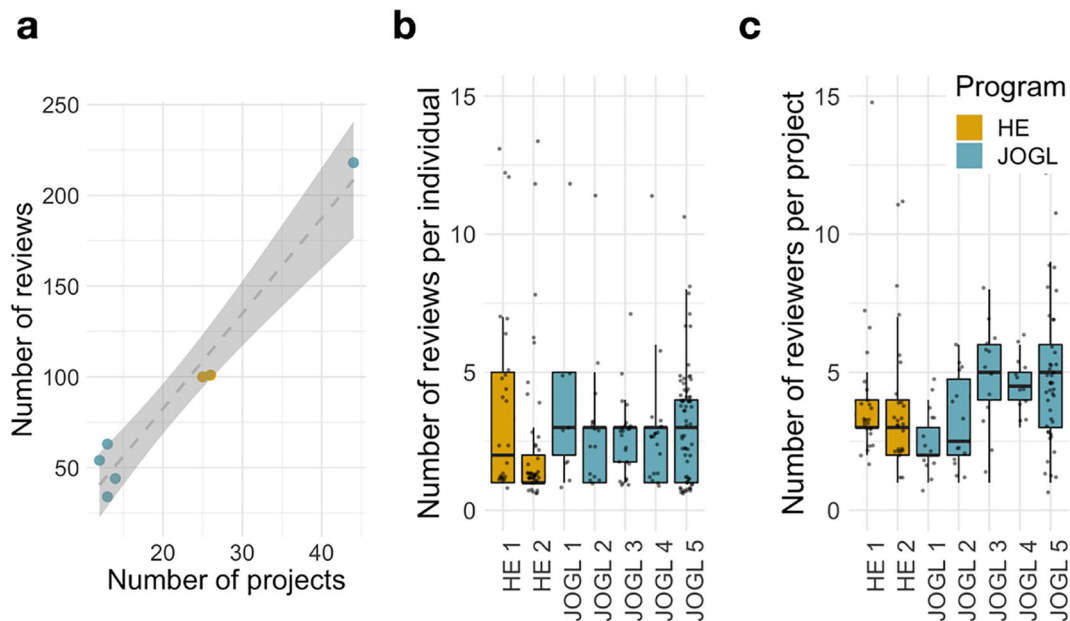 a
Number of reviews
250
200
150
100
50
20
30
40
Number of projects
b
Number of reviews per individual
15
10
5
0
HE 1
HE 2
JOGL 1
JOGL 2
JOGL 3
JOGL 4
JOGL 5
c
Number of reviewers per project
15
10
5
0
HE 1
HE 2
JOGL 1
JOGL 2
JOGL 3
JOGL 4
JOGL 5
Program
HE
JOGL